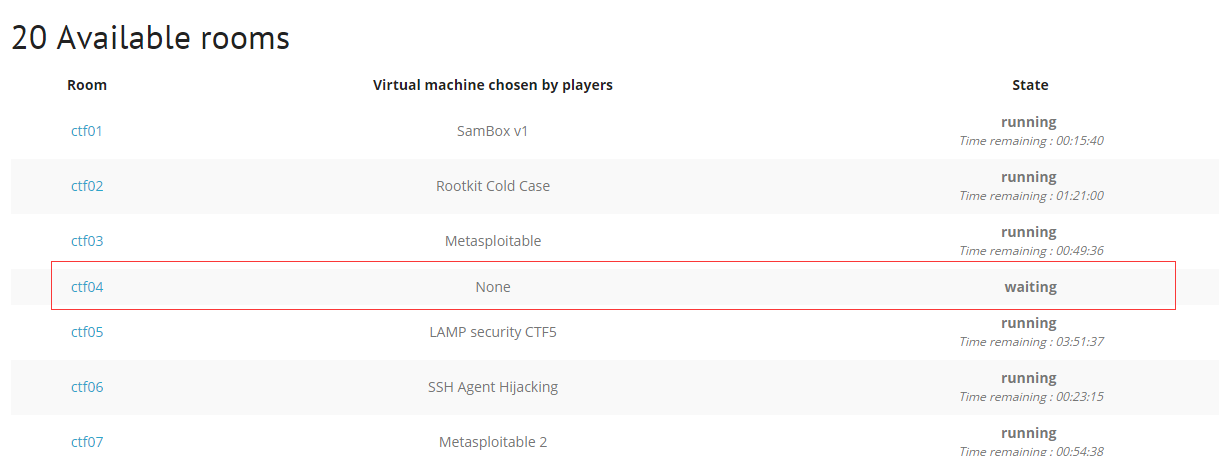 20 Available rooms
Room Virtual machine chosen by players State
ctf01 SamBox v1 running
Time remaining : 00:15:40
ctf02 Rootkit Cold Case running
Time remaining : 01:21:00
ctf03 Metasploitable running
Time remaining : 00:49:36
ctf04 None waiting
ctf05 LAMP security CTF5 running
Time remaining : 03:51:37
ctf06 SSH Agent Hijacking running
Time remaining : 00:23:15
ctf07 Metasploitable 2 running
Time remaining : 00:54:38